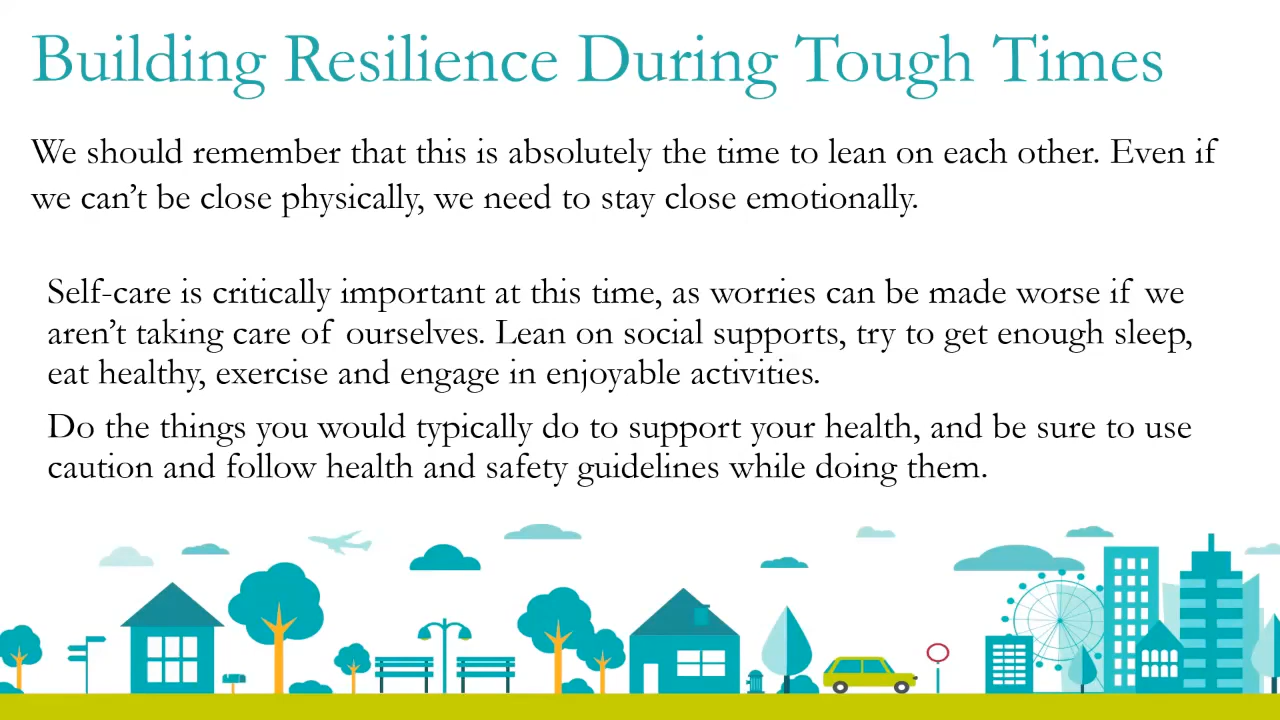 Building Resilience During Tough Times
We should remember that this is absolutely the time to lean on each other. Even if
we can’t be close physically, we need to stay close emotionally.
Self-care is critically important at this time, as worries can be made worse if we
aren’t taking care of ourselves. Lean on social supports, try to get enough sleep,
eat healthy, exercise and engage in enjoyable activities.
Do the things you would typically do to support your health, and be sure to use
caution and follow health and safety guidelines while doing them.